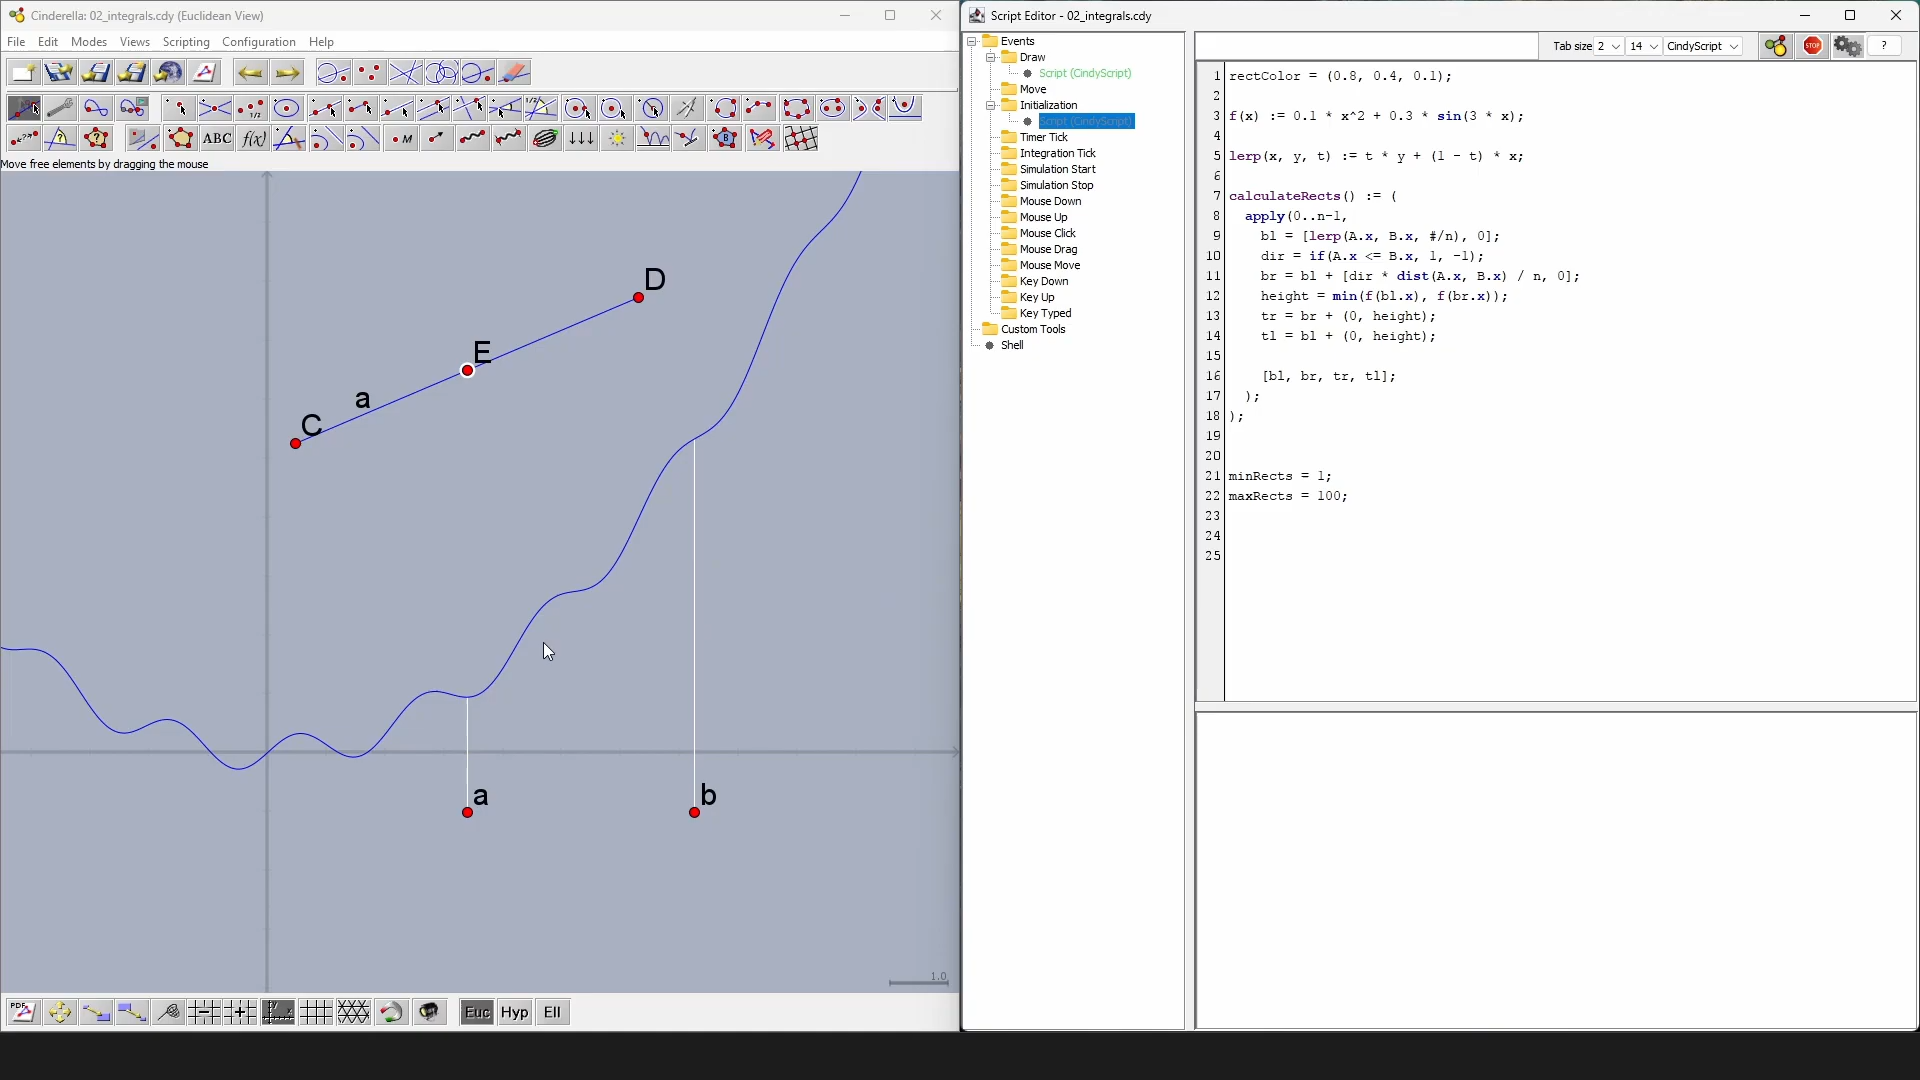 Cinderella: 02_integrals.cdy (Euclidean View)
File Edit Modes Views Scripting Configuration Help
ABC f(x) M
Move free elements by dragging the mouse
D
E
a
C
a
b
1.0
PDF
Euc Hyp Ell
Script Editor - 02_integrals.cdy
Events
Draw
Script (CindyScript)
Move
Initialization
Script (CindyScript)
Timer Tick
Integration Tick
Simulation Start
Simulation Stop
Mouse Down
Mouse Up
Mouse Click
Mouse Drag
Mouse Move
Key Down
Key Up
Key Typed
Custom Tools
Shell
Tab size 2 14 CindyScript STOP ?
1 rectColor = (0.8, 0.4, 0.1);
2
3 f(x) := 0.1 * x^2 + 0.3 * sin(3 * x);
4
5 lerp(x, y, t) := t * y + (1 - t) * x;
6
7 calculateRects() := (
8 apply(0..n-1,
9 bl = [lerp(A.x, B.x, #/n), 0];
10 dir = if(A.x <= B.x, 1, -1);
11 br = bl + [dir * dist(A.x, B.x) / n, 0];
12 height = min(f(bl.x), f(br.x));
13 tr = br + (0, height);
14 tl = bl + (0, height);
15
16 [bl, br, tr, tl];
17 );
18 );
19
20
21 minRects = 1;
22 maxRects = 100;
23
24
25